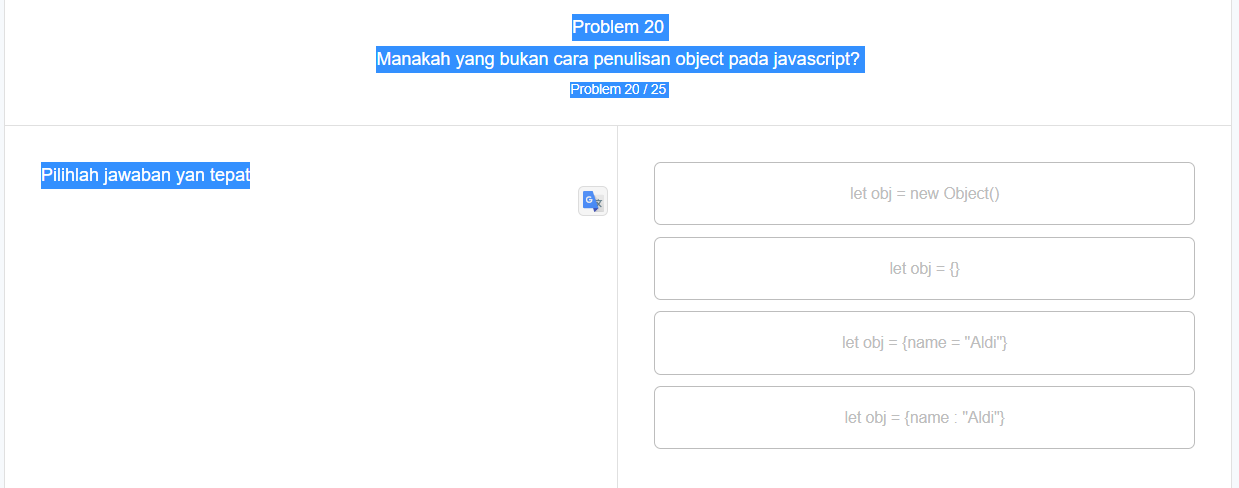 Problem 20
Manakah yang bukan cara penulisan object pada javascript?
Problem 20 / 25
Pilihlah jawaban yan tepat
let obj = new Object()
let obj = {}
let obj = {name = "Aldi"}
let obj = {name : "Aldi"}